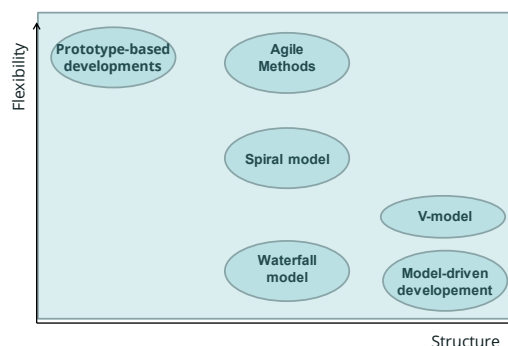 Flexibility
Prototype-based
developments
Agile
Methods
Spiral model
V-model
Waterfall
model
Model-driven
developement
Structure